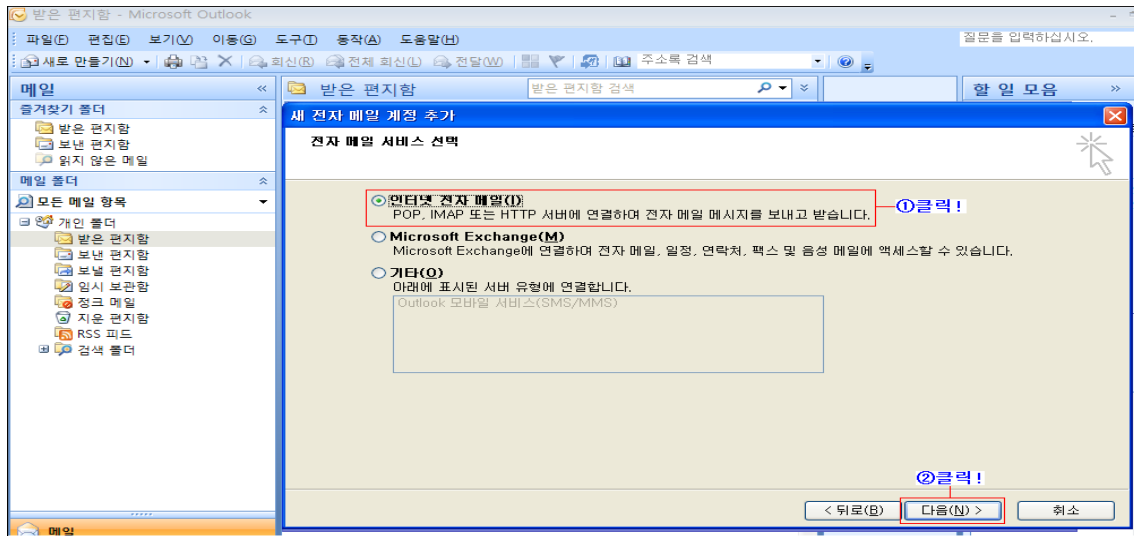 받은 편지함 - Microsoft Outlook
파일(F) 편집(E) 보기(V) 이동(G) 도구(T) 동작(A) 도움말(H) 질문을 입력하십시오.
새로 만들기(N) 회신(R) 전체 회신(L) 전달(W) 주소록 검색
메일 «
받은 편지함 받은 편지함 검색
할 일 모음 »
즐겨찾기 폴더
받은 편지함
보낸 편지함
읽지 않은 메일
메일 폴더
모든 메일 항목
개인 폴더
받은 편지함
보낸 편지함
보낼 편지함
임시 보관함
정크 메일
지운 편지함
RSS 피드
검색 폴더
메일
새 전자 메일 계정 추가
전자 메일 서비스 선택
인터넷 전자 메일(I)
POP, IMAP 또는 HTTP 서버에 연결하여 전자 메일 메시지를 보내고 받습니다.
①클릭!
Microsoft Exchange(M)
Microsoft Exchange에 연결하여 전자 메일, 일정, 연락처, 팩스 및 음성 메일에 액세스할 수 있습니다.
기타(O)
아래에 표시된 서버 유형에 연결합니다.
Outlook 모바일 서비스(SMS/MMS)
②클릭!
< 뒤로(B) 다음(N) > 취소